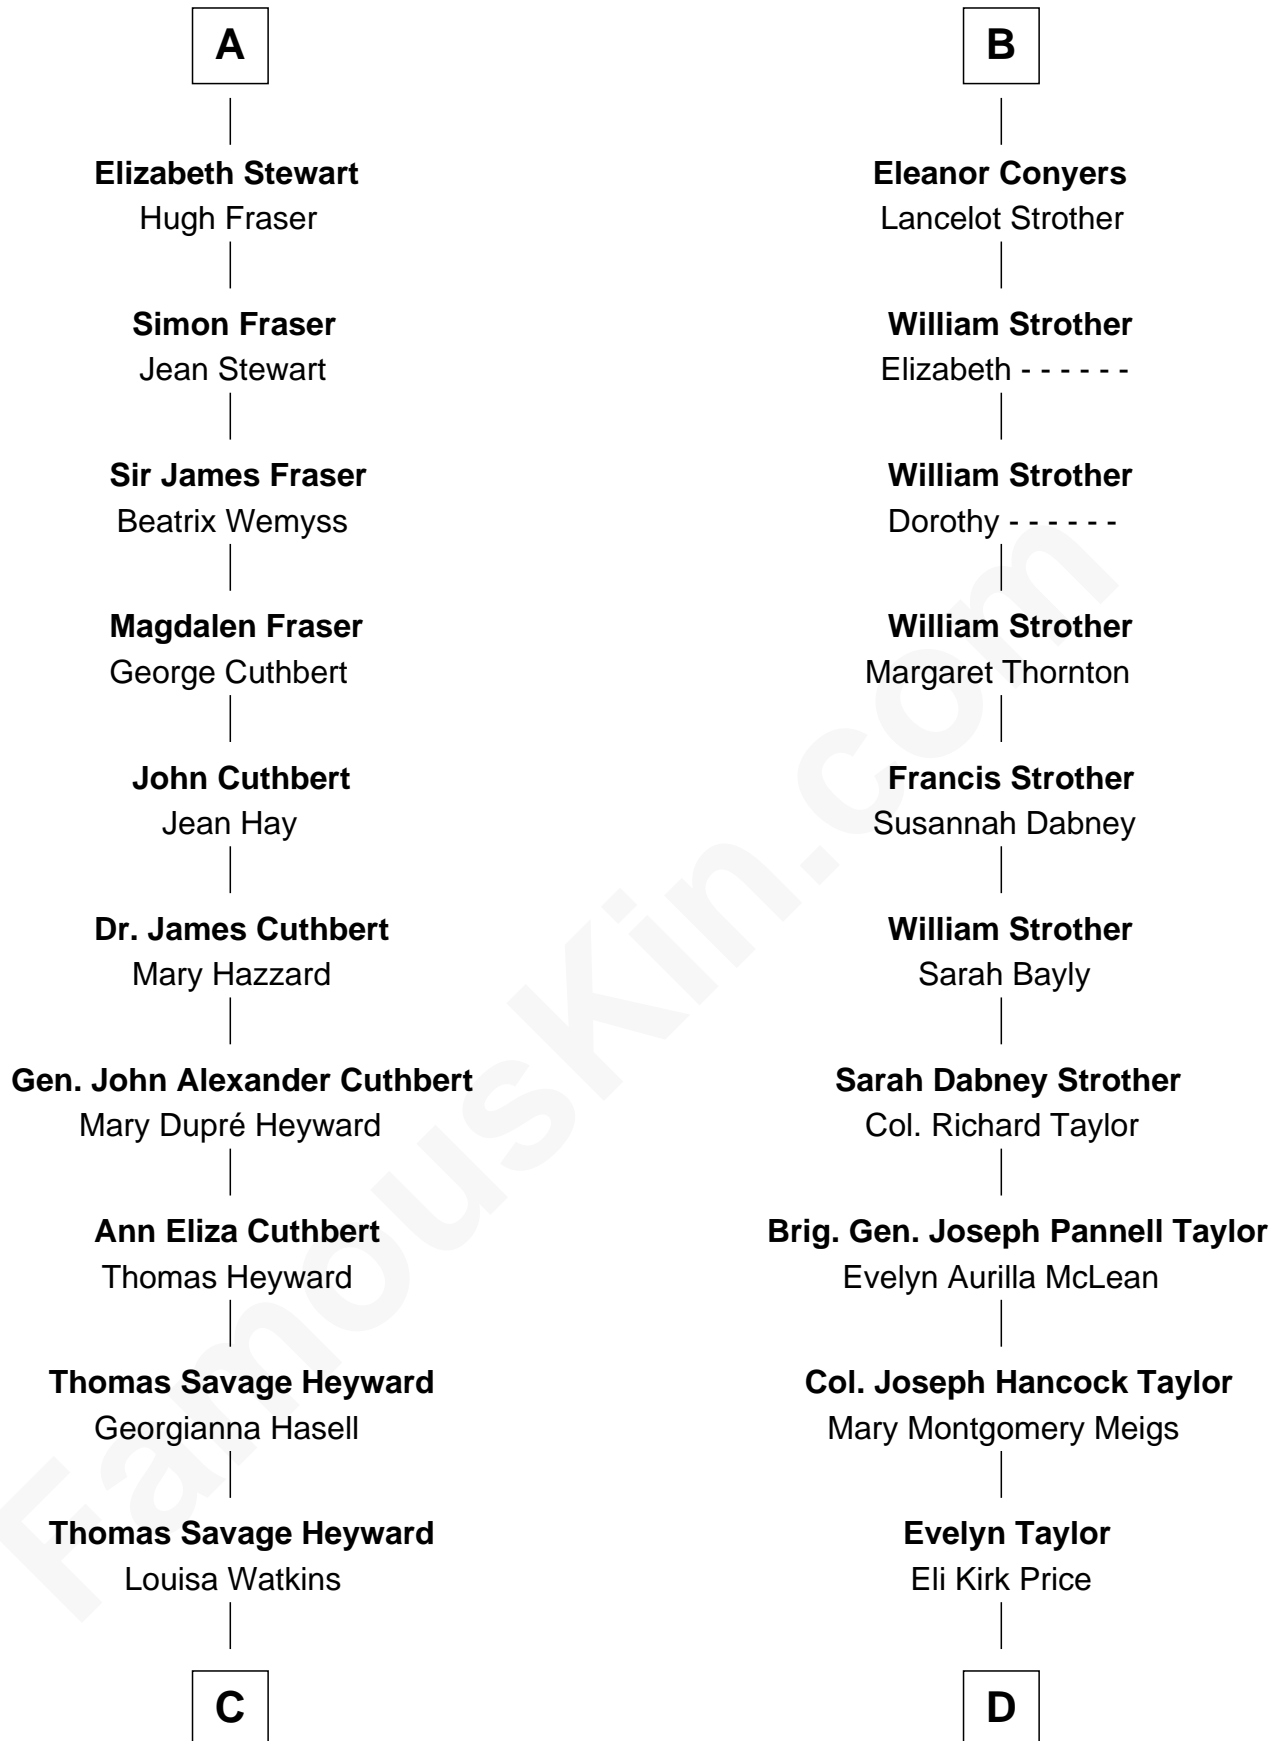 A
Elizabeth Stewart
Hugh Fraser
Simon Fraser
Jean Stewart
Sir James Fraser
Beatrix Wemyss
Magdalen Fraser
George Cuthbert
John Cuthbert
Jean Hay
Dr. James Cuthbert
Mary Hazzard
Gen. John Alexander Cuthbert
Mary Dupré Heyward
Ann Eliza Cuthbert
Thomas Heyward
Thomas Savage Heyward
Georgianna Hasell
Thomas Savage Heyward
Louisa Watkins
C
B
Eleanor Conyers
Lancelot Strother
William Strother
Elizabeth - - - - - -
William Strother
Dorothy - - - - - -
William Strother
Margaret Thornton
Francis Strother
Susannah Dabney
William Strother
Sarah Bayly
Sarah Dabney Strother
Col. Richard Taylor
Brig. Gen. Joseph Pannell Taylor
Evelyn Aurilla McLean
Col. Joseph Hancock Taylor
Mary Montgomery Meigs
Evelyn Taylor
Eli Kirk Price
D
FamousKin.com